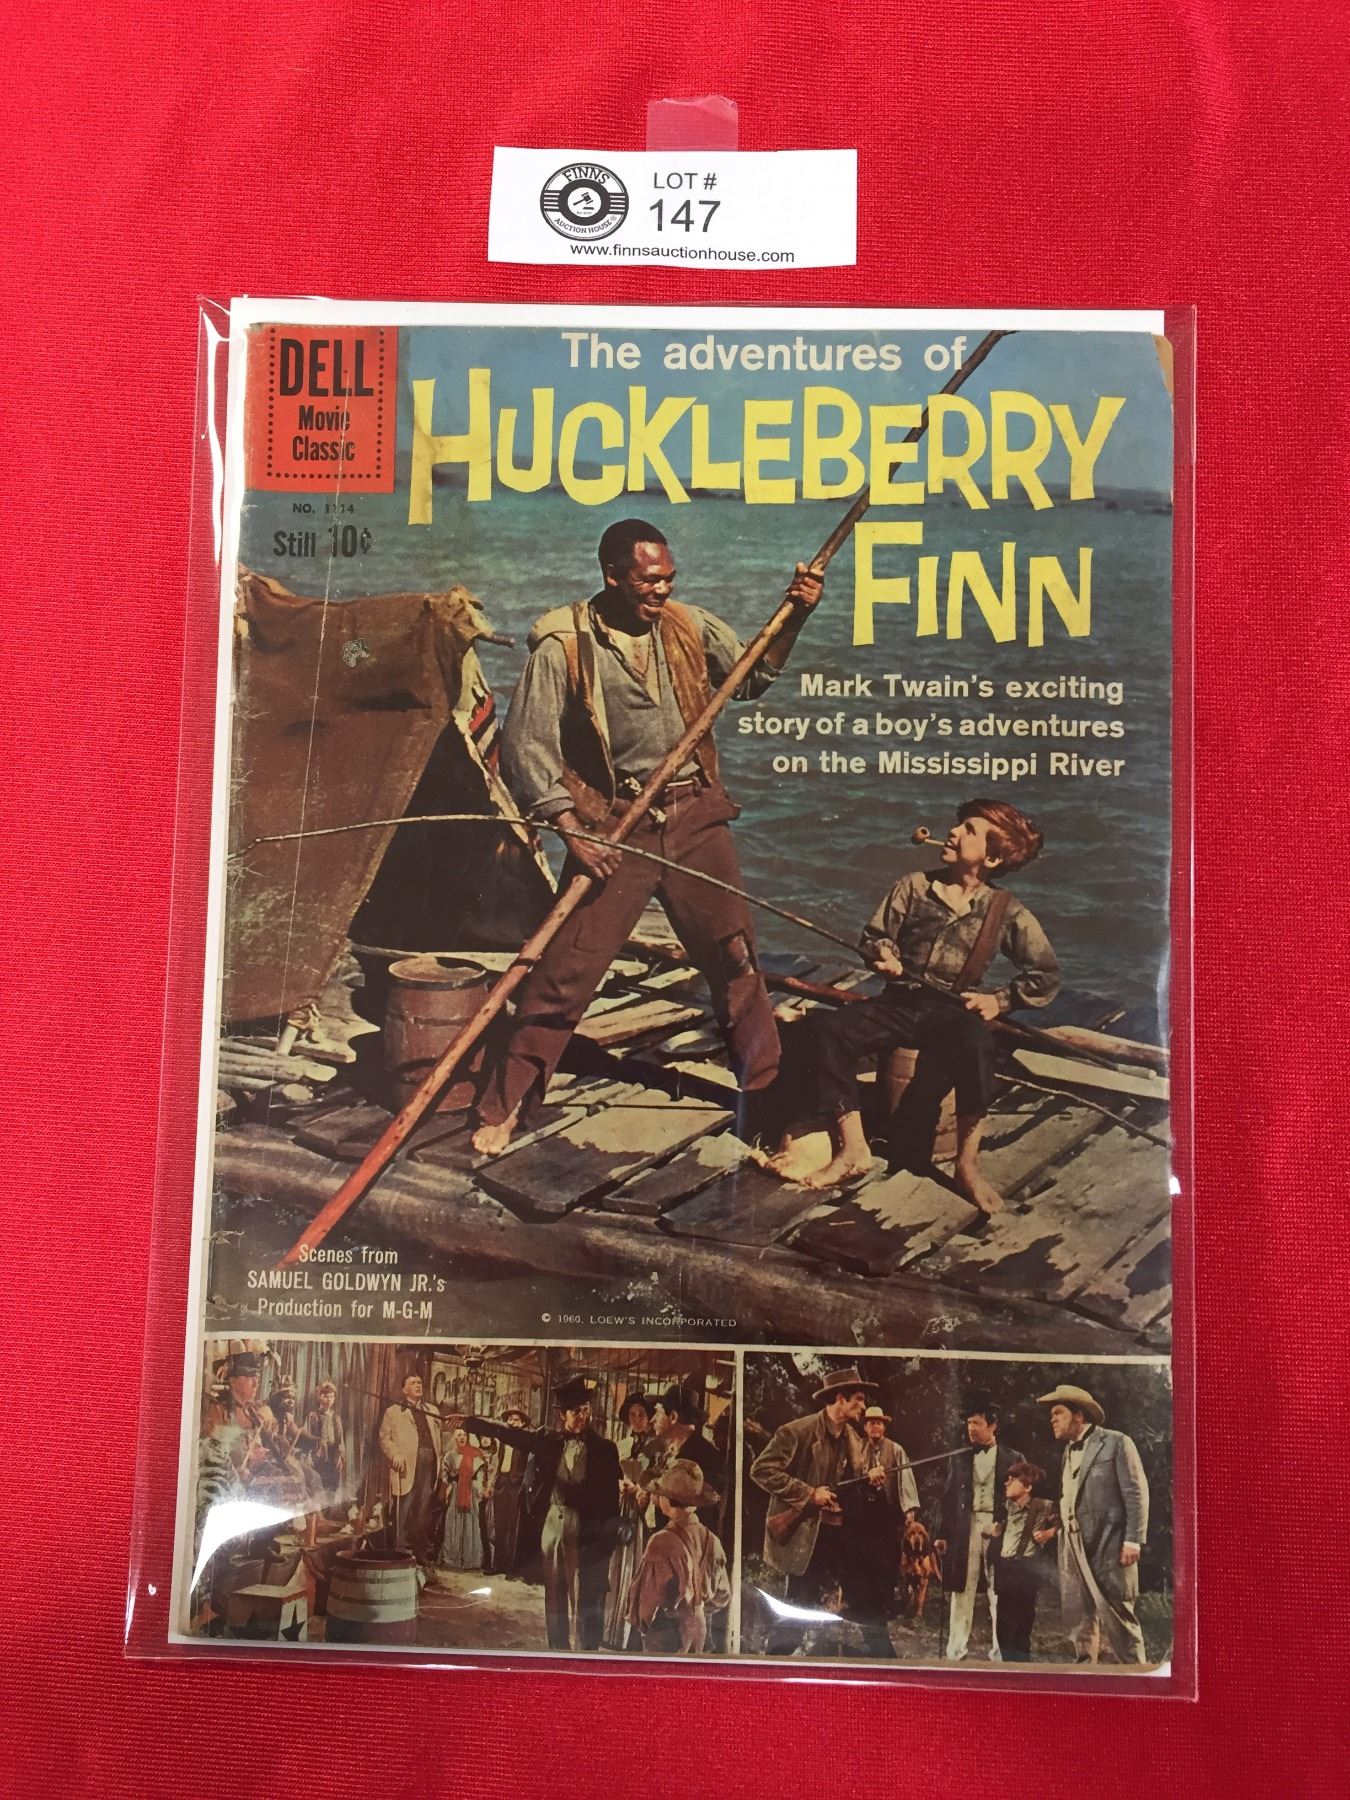 FINNS
AUCTION HOUSE
LOT #
147
www.finnsauctionhouse.com
DELL
Movie
Classic
NO. 1114
Still 10¢
The adventures of
HUCKLEBERRY
FINN
Mark Twain's exciting
story of a boy's adventures
on the Mississippi River
Scenes from
SAMUEL GOLDWYN JR.'s
Production for M-G-M
© 1960, LOEW'S INCORPORATED